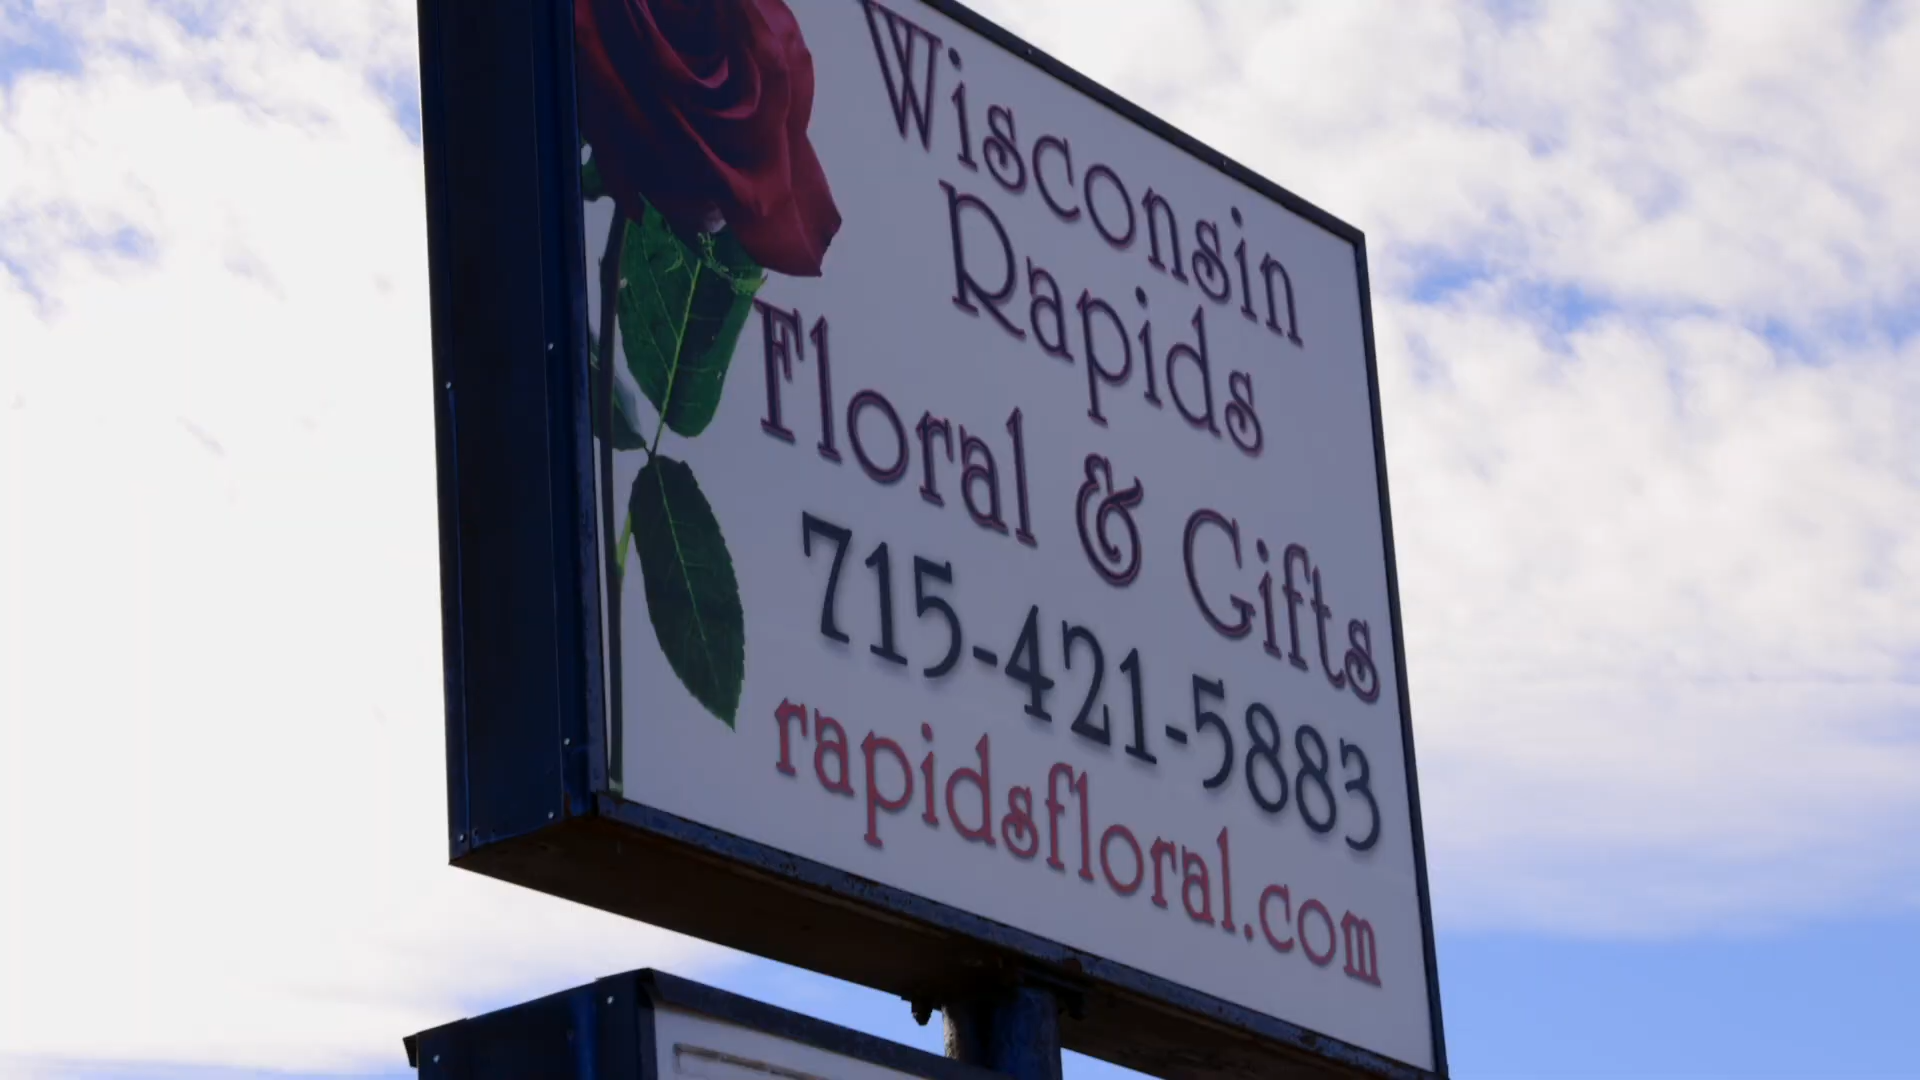 Wisconsin
Rapids
Floral & Gifts
715-421-5883
rapidsfloral.com